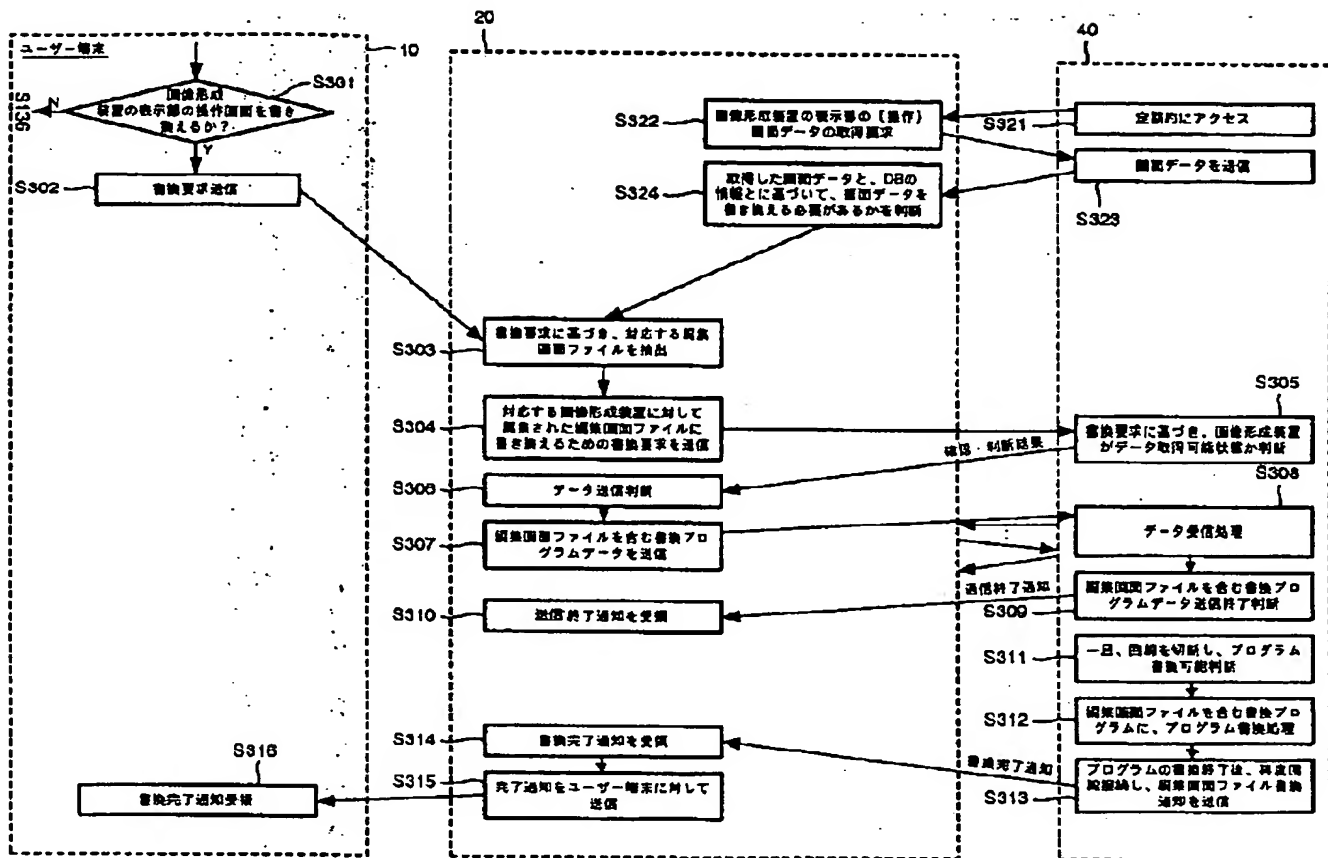 20
40
10
ユーザー端末
S301
画像形成
装置の表示部の操作画面を書き
換えるか?
N
S136
Y
S302
書換要求送信
S322
画像形成装置の表示部の(操作)
画面データの取得要求
S321
定期的にアクセス
S324
取得した画面データと、DBの
情報とに基づいて、画面データを
書き換える必要があるかを判断
画面データを送信
S323
S303
書換要求に基づき、対応する編集
画面ファイルを抽出
S304
対応する画像形成装置に対して
編集された編集画面ファイルに
書き換えるための書換要求を送信
S305
書換要求に基づき、画像形成装置
がデータ取得可能状態か判断
確認・判断結果
S306
データ送信判断
S308
S307
編集画面ファイルを含む書換プロ
グラムデータを送信
データ受信処理
送信終了通知
S310
送信終了通知を受領
編集画面ファイルを含む書換プロ
グラムデータ送信終了判断
S309
S311
一旦、回線を切断し、プログラム
書換可能判断
S312
編集画面ファイルを含む書換プロ
グラムに、プログラム書換処理
S314
書換完了通知を受領
書換完了通知
S316
書換完了通知受領
S315
完了通知をユーザー端末に対して
送信
S313
プログラムの書換終了後、再度回
線接続し、編集画面ファイル書換
通知を送信